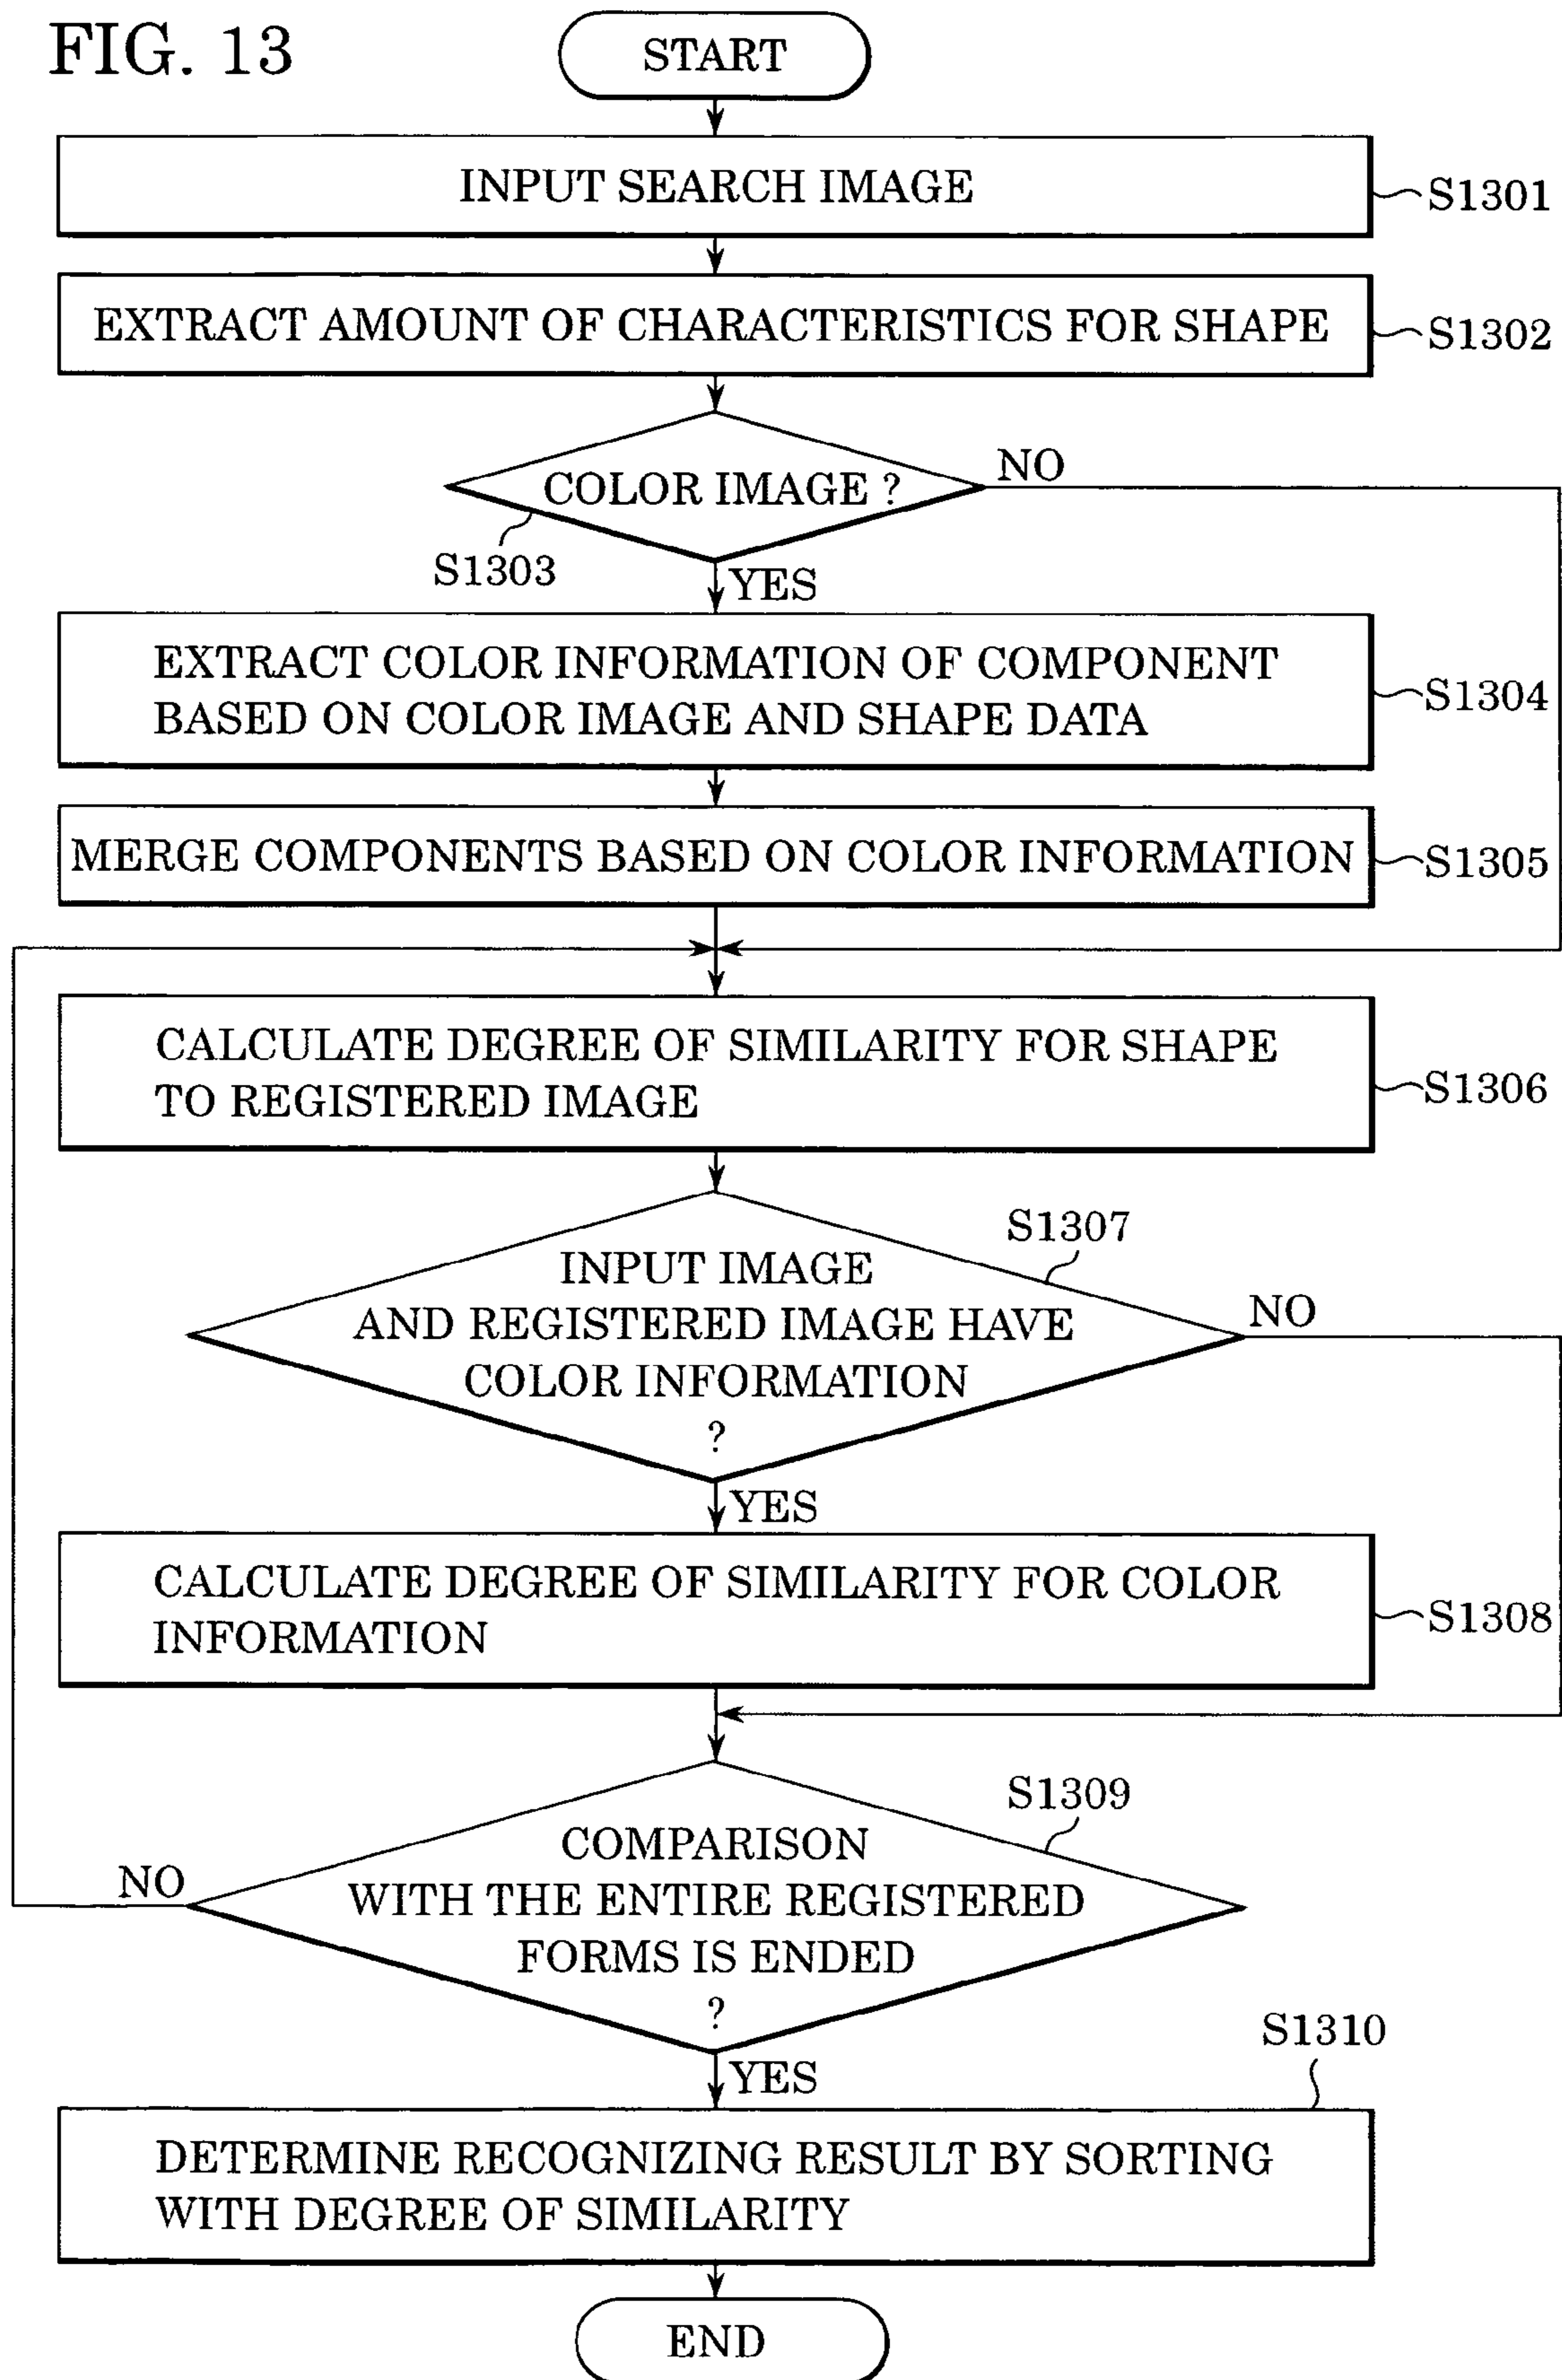 FIG. 13
START
INPUT SEARCH IMAGE
S1301
EXTRACT AMOUNT OF CHARACTERISTICS FOR SHAPE
S1302
COLOR IMAGE ?
NO
S1303
YES
EXTRACT COLOR INFORMATION OF COMPONENT
BASED ON COLOR IMAGE AND SHAPE DATA
S1304
MERGE COMPONENTS BASED ON COLOR INFORMATION
S1305
CALCULATE DEGREE OF SIMILARITY FOR SHAPE
TO REGISTERED IMAGE
S1306
S1307
INPUT IMAGE
AND REGISTERED IMAGE HAVE
COLOR INFORMATION
?
NO
YES
CALCULATE DEGREE OF SIMILARITY FOR COLOR
INFORMATION
S1308
S1309
COMPARISON
WITH THE ENTIRE REGISTERED
FORMS IS ENDED
?
NO
YES
S1310
DETERMINE RECOGNIZING RESULT BY SORTING
WITH DEGREE OF SIMILARITY
END